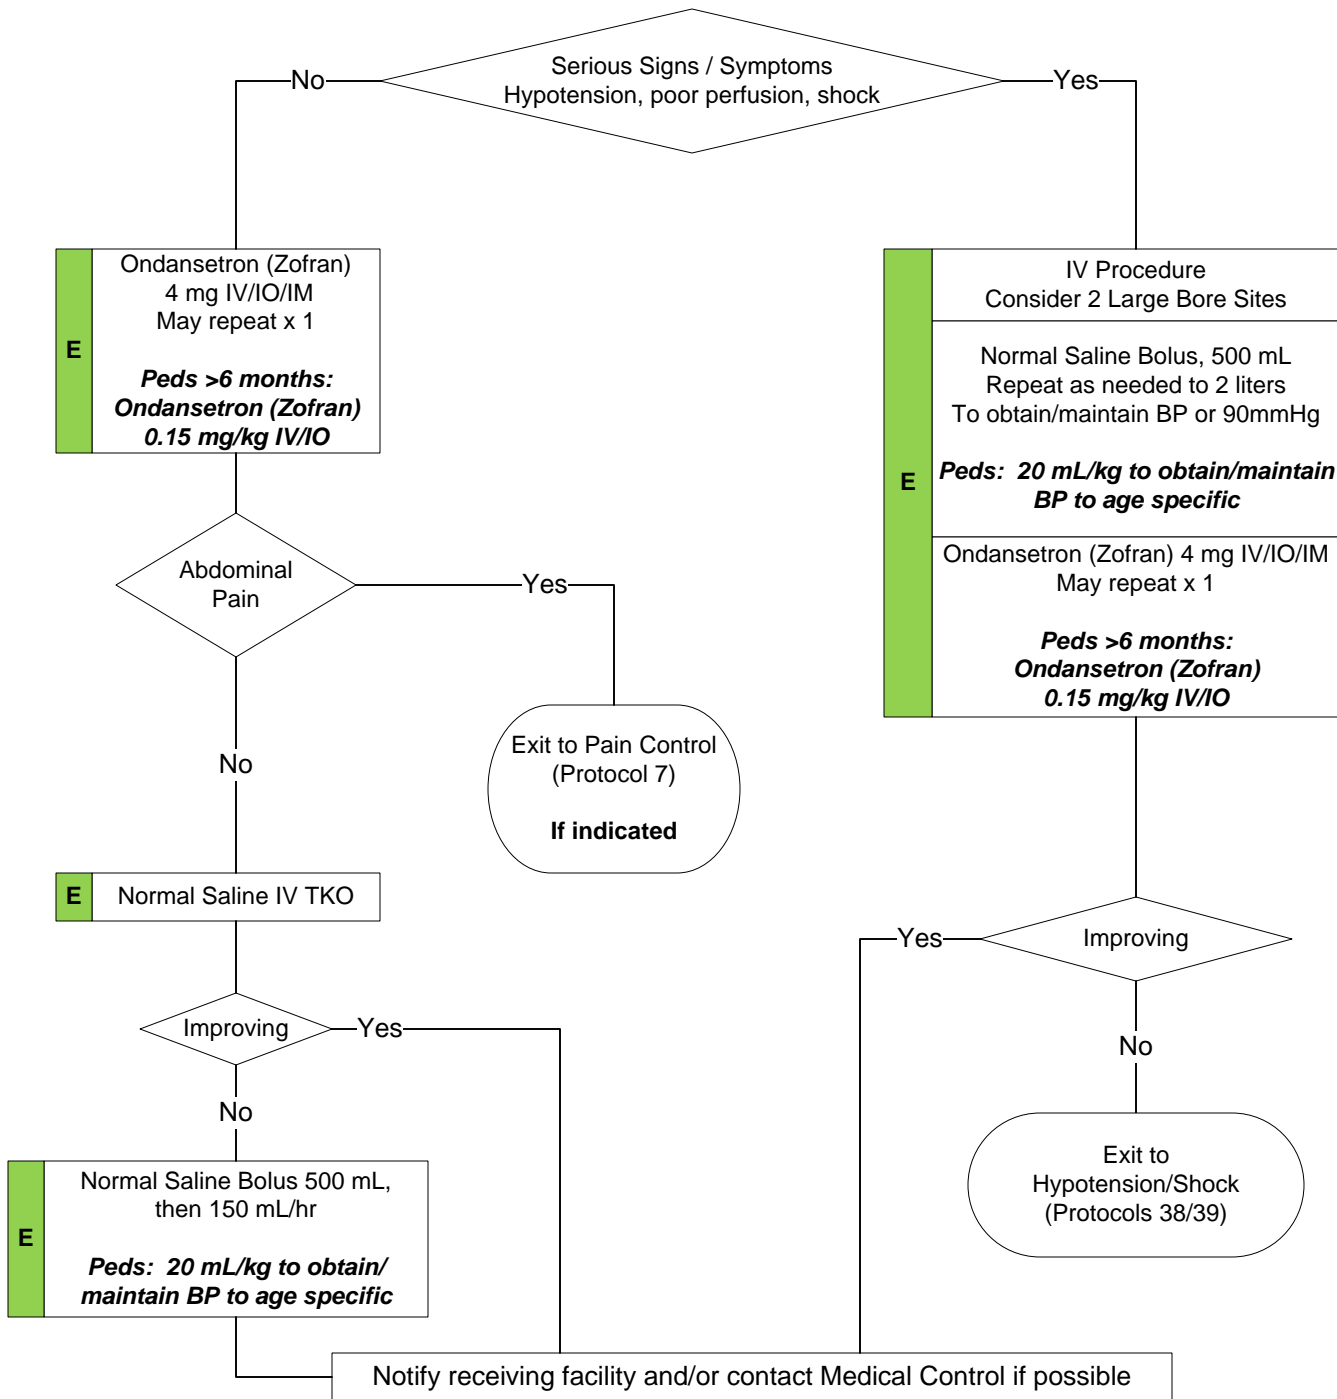 Serious Signs / Symptoms
Hypotension, poor perfusion, shock
No
Yes
E
Ondansetron (Zofran)
4 mg IV/IO/IM
May repeat x 1
Peds >6 months:
Ondansetron (Zofran)
0.15 mg/kg IV/IO
Abdominal
Pain
Yes
Exit to Pain Control
(Protocol 7)
If indicated
No
E
Normal Saline IV TKO
Improving
Yes
No
E
Normal Saline Bolus 500 mL,
then 150 mL/hr
Peds: 20 mL/kg to obtain/
maintain BP to age specific
E
IV Procedure
Consider 2 Large Bore Sites
Normal Saline Bolus, 500 mL
Repeat as needed to 2 liters
To obtain/maintain BP or 90mmHg
Peds: 20 mL/kg to obtain/maintain
BP to age specific
Ondansetron (Zofran) 4 mg IV/IO/IM
May repeat x 1
Peds >6 months:
Ondansetron (Zofran)
0.15 mg/kg IV/IO
Improving
Yes
No
Exit to
Hypotension/Shock
(Protocols 38/39)
Notify receiving facility and/or contact Medical Control if possible